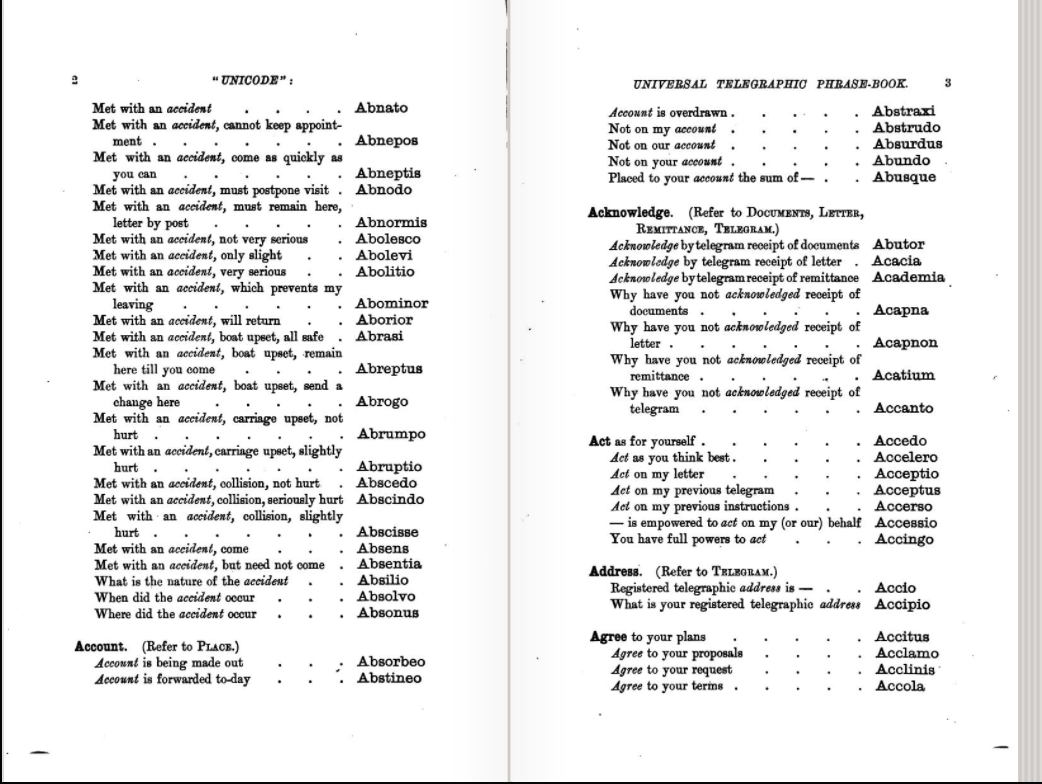 2
"UNICODE":
Met with an accident . . . . Abnato
Met with an accident, cannot keep appoint-
ment . . . . . . . Abnepos
Met with an accident, come as quickly as
you can . . . . . . Abneptis
Met with an accident, must postpone visit . Abnodo
Met with an accident, must remain here,
letter by post . . . . . Abnormis
Met with an accident, not very serious . Abolesco
Met with an accident, only slight . . Abolevi
Met with an accident, very serious . . Abolitio
Met with an accident, which prevents my
leaving . . . . . . Abominor
Met with an accident, will return . . Aborior
Met with an accident, boat upset, all safe . Abrasi
Met with an accident, boat upset, remain
here till you come . . . . Abreptus
Met with an accident, boat upset, send a
change here . . . . . Abrogo
Met with an accident, carriage upset, not
hurt . . . . . . . Abrumpo
Met with an accident, carriage upset, slightly
hurt . . . . . . . Abruptio
Met with an accident, collision, not hurt . Abscedo
Met with an accident, collision, seriously hurt Abscindo
Met with an accident, collision, slightly
hurt . . . . . . . Abscisse
Met with an accident, come . . . Absens
Met with an accident, but need not come . Absentia
What is the nature of the accident . . Absilio
When did the accident occur . . . Absolvo
Where did the accident occur . . . Absonus
Account. (Refer to PLACE.)
Account is being made out . . . Absorbeo
Account is forwarded to-day . . . Abstineo
UNIVERSAL TELEGRAPHIC PHRASE-BOOK. 3
Account is overdrawn . . . . . Abstraxi
Not on my account . . . . . Abstrudo
Not on our account . . . . . Absurdus
Not on your account . . . . . Abundo
Placed to your account the sum of — . . Abusque
Acknowledge. (Refer to DOCUMENTS, LETTER,
REMITTANCE, TELEGRAM.)
Acknowledge by telegram receipt of documents Abutor
Acknowledge by telegram receipt of letter . Acacia
Acknowledge by telegram receipt of remittance Academia
Why have you not acknowledged receipt of
documents . . . . . . Acapna
Why have you not acknowledged receipt of
letter . . . . . . . Acapnon
Why have you not acknowledged receipt of
remittance . . . . . . Acatium
Why have you not acknowledged receipt of
telegram . . . . . . Accanto
Act as for yourself . . . . . . Accedo
Act as you think best . . . . . Accelero
Act on my letter . . . . . Acceptio
Act on my previous telegram . . . Acceptus
Act on my previous instructions . . . Accerso
— is empowered to act on my (or our) behalf Accessio
You have full powers to act . . . Accingo
Address. (Refer to TELEGRAM.)
Registered telegraphic address is — . . Accio
What is your registered telegraphic address Accipio
Agree to your plans . . . . . Accitus
Agree to your proposals . . . . Acclamo
Agree to your request . . . . Acclinis
Agree to your terms . . . . . Accola